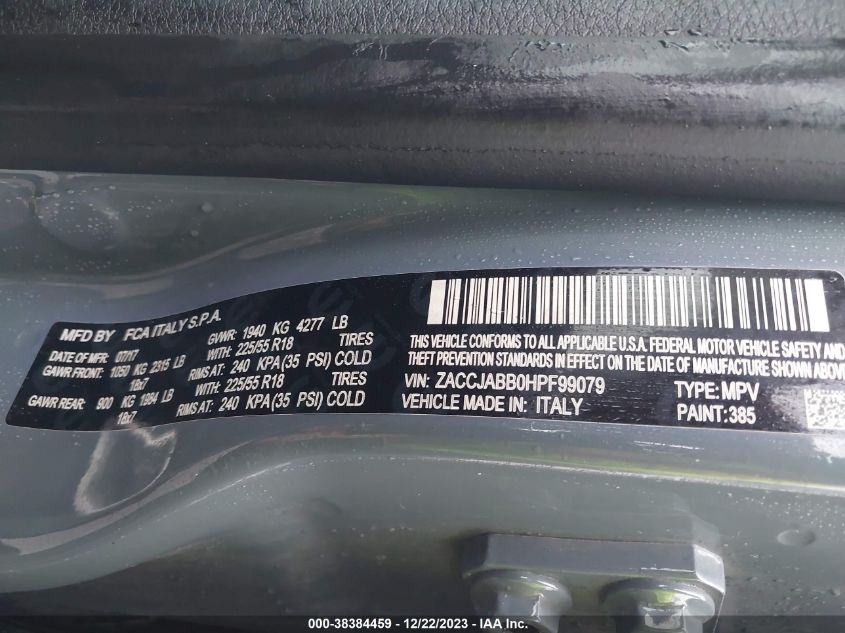 MFD BY FCA ITALY S.P.A.
DATE OF MFR: 07/17 GVWR: 1940 KG 4277 LB
GAWR FRONT: 1050 KG 2315 LB WITH: 225/55 R18 TIRES
18x7 RIMS AT: 240 KPA(35 PSI) COLD
GAWR REAR: 900 KG 1984 LB WITH: 225/55 R18 TIRES
18x7 RIMS AT: 240 KPA(35 PSI) COLD
THIS VEHICLE CONFORMS TO ALL APPLICABLE U.S.A. FEDERAL MOTOR VEHICLE SAFETY AND
THEFT PREVENTION STANDARDS IN EFFECT ON THE DATE OF MANUFACTURE SHOWN ABOVE
VIN: ZACCJABB0HPF99079 TYPE: MPV
VEHICLE MADE IN: ITALY PAINT: 385
000-38384459 - 12/22/2023 - IAA Inc.